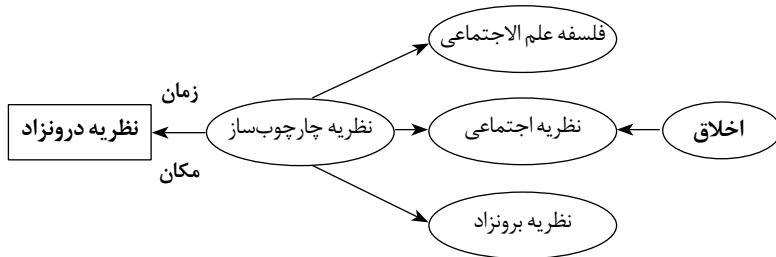 فلسفه علم الاجتماعی
زمان
اخلاق
نظریه اجتماعی
نظریه چارچوب‌ساز
نظریه درونزاد
مکان
نظریه برونزاد